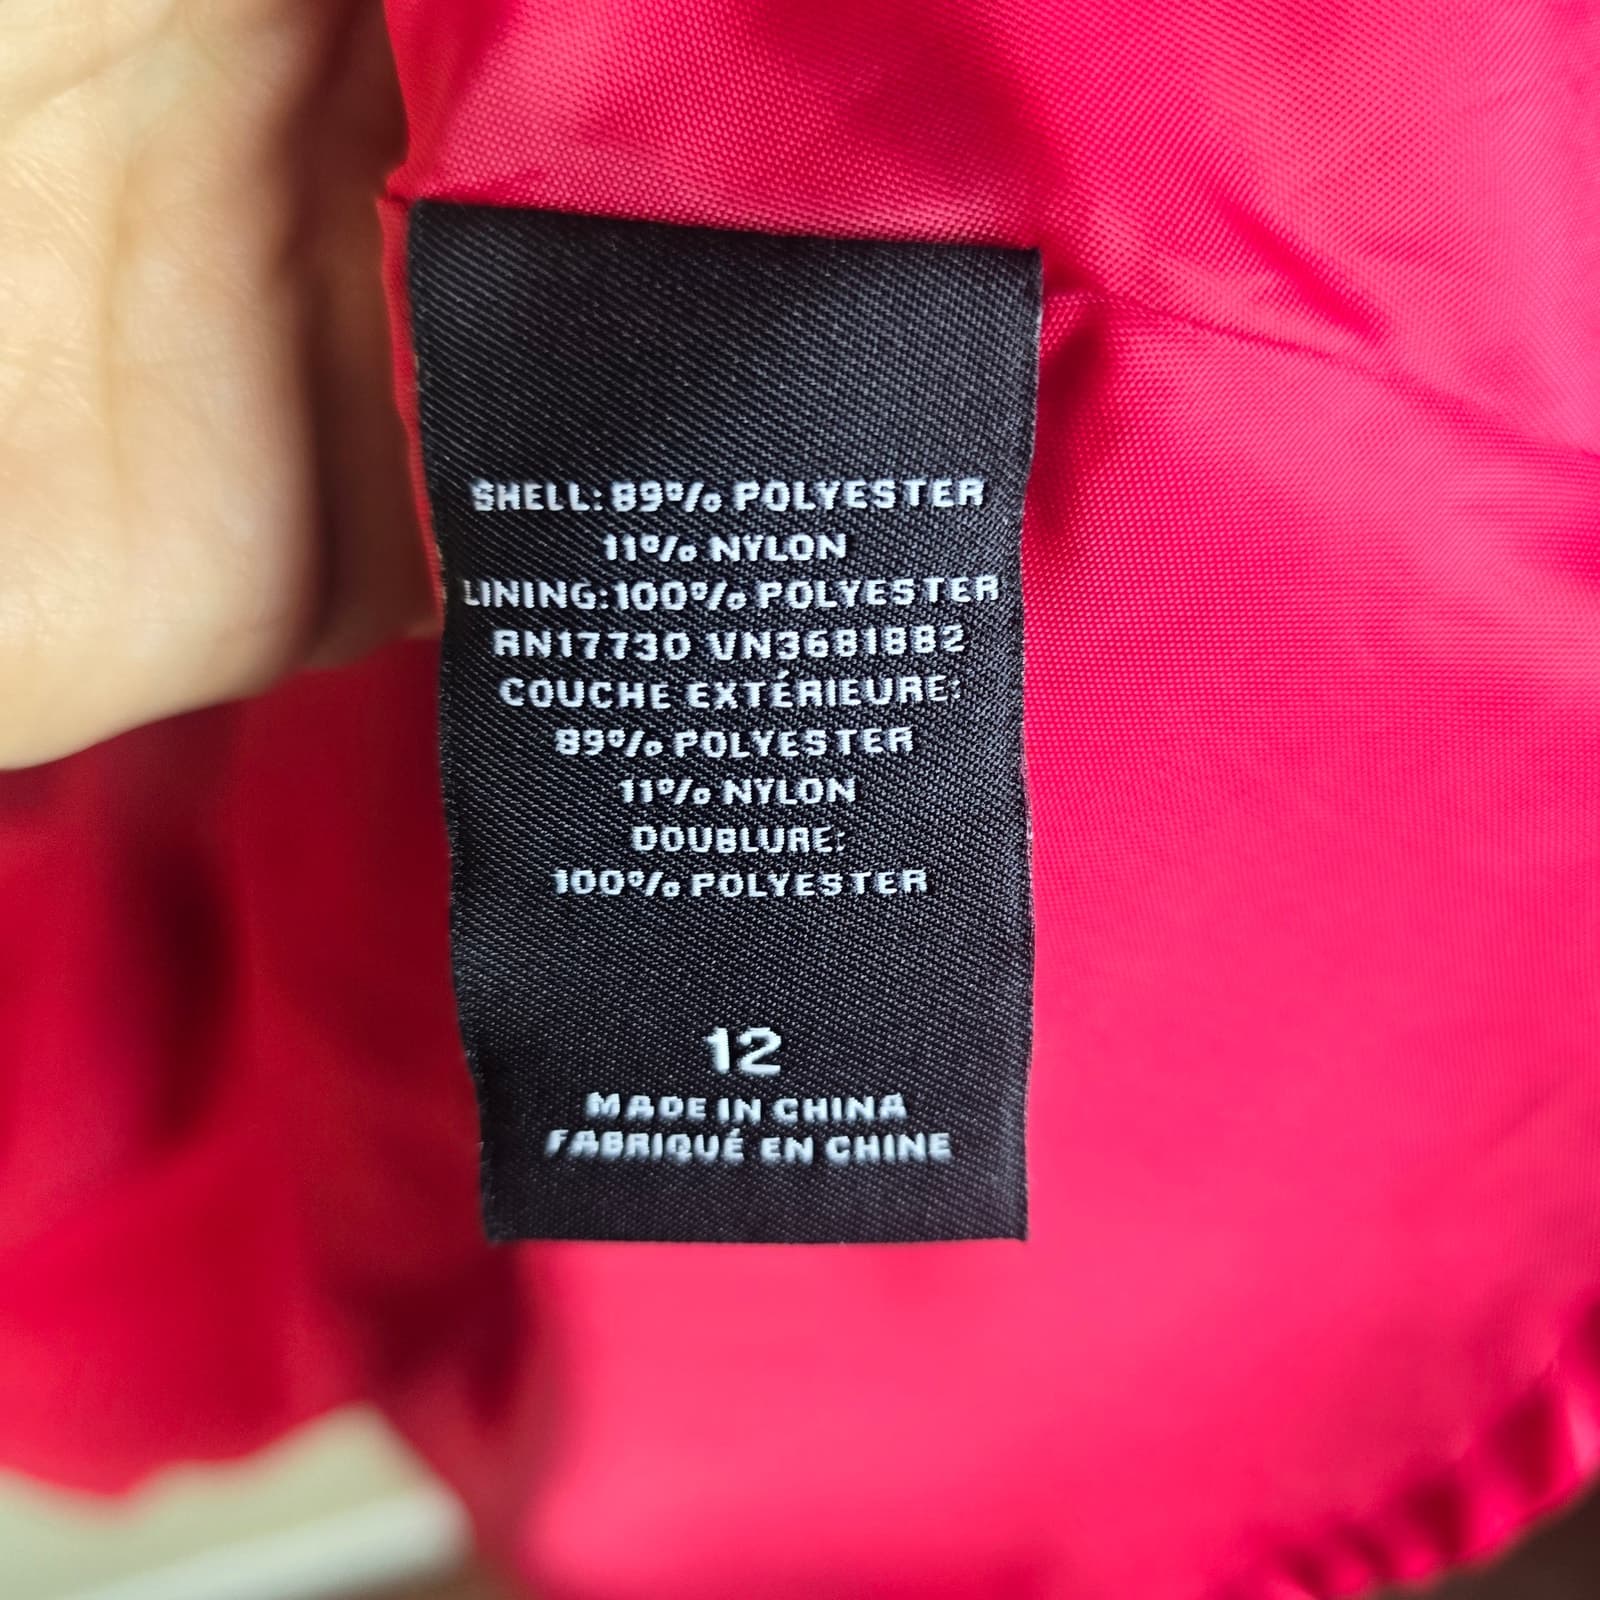 SHELL: 89% POLYESTER
11% NYLON
LINING: 100% POLYESTER
RN17730 VN3681882
COUCHE EXTÉRIEURE:
89% POLYESTER
11% NYLON
DOUBLURE:
100% POLYESTER
12
MADE IN CHINA
FABRIQUÉ EN CHINE